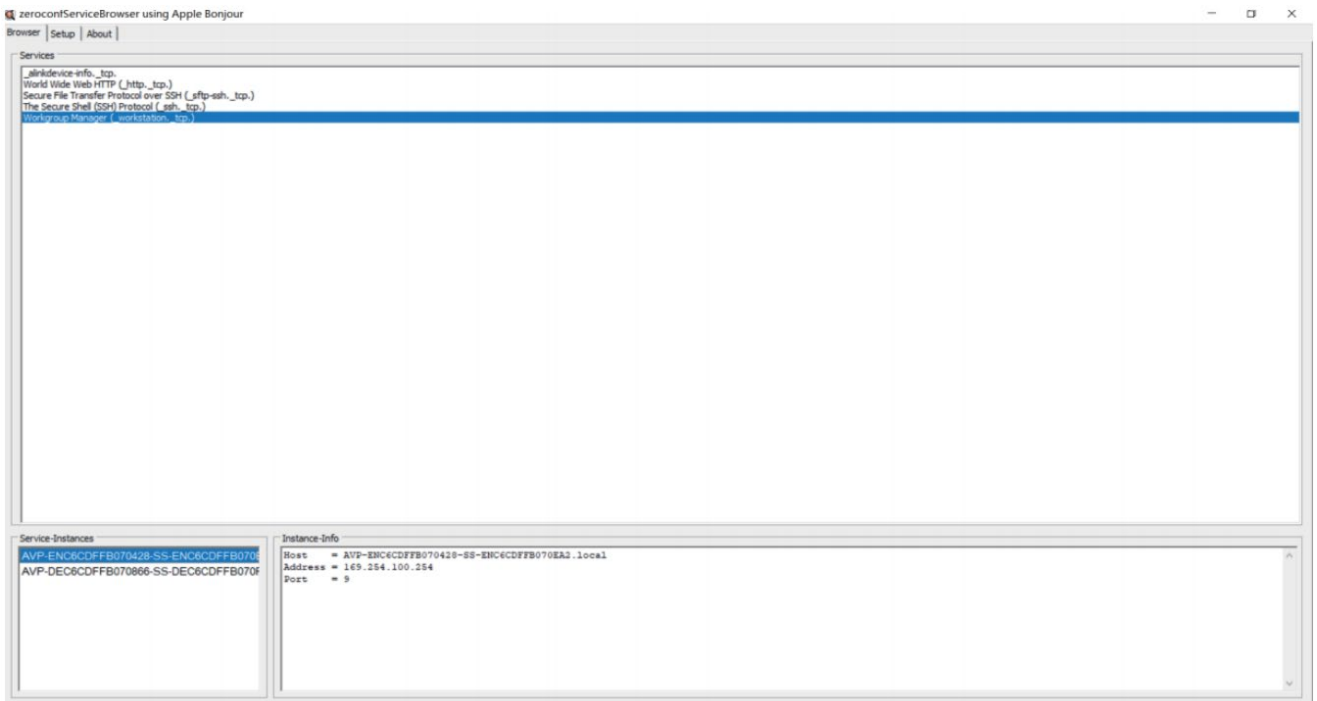 zeroconfServiceBrowser using Apple Bonjour
Browser Setup About
Services
_alinkdevice-info._tcp.
World Wide Web HTTP (_http._tcp.)
Secure File Transfer Protocol over SSH (_sftp-ssh._tcp.)
The Secure Shell (SSH) Protocol (_ssh._tcp.)
Workgroup Manager (_workstation._tcp.)
Service-Instances
AVP-ENC6CDFFB070428-SS-ENC6CDFFB070E
AVP-DEC6CDFFB070866-SS-DEC6CDFFB070F
Instance-Info
Host = AVP-ENC6CDFFB070428-SS-ENC6CDFFB070EA2.local
Address = 169.254.100.254
Port = 9